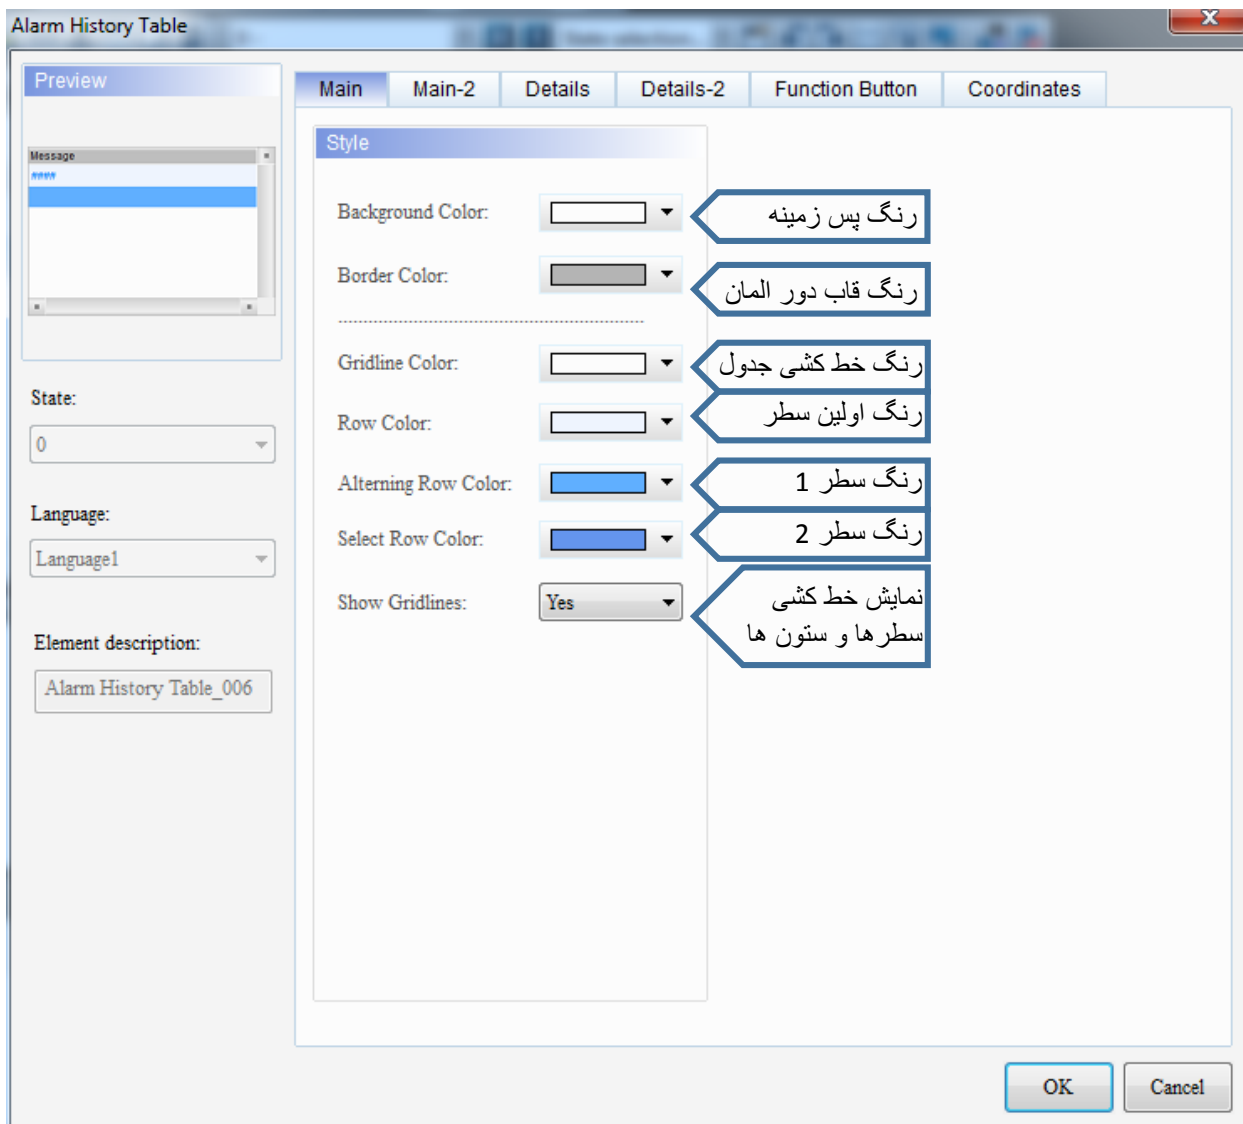 Alarm History Table
x
Preview
Message
####
State:
0
Language:
Language1
Element description:
Alarm History Table_006
Main Main-2 Details Details-2 Function Button Coordinates
Style
Background Color: رنگ پس زمینه
Border Color: رنگ قاب دور المان
Gridline Color: رنگ خط کشی جدول
Row Color: رنگ اولین سطر
Alterning Row Color: رنگ سطر 1
Select Row Color: رنگ سطر 2
Show Gridlines: Yes نمایش خط کشی
سطرها و ستون ها
OK Cancel